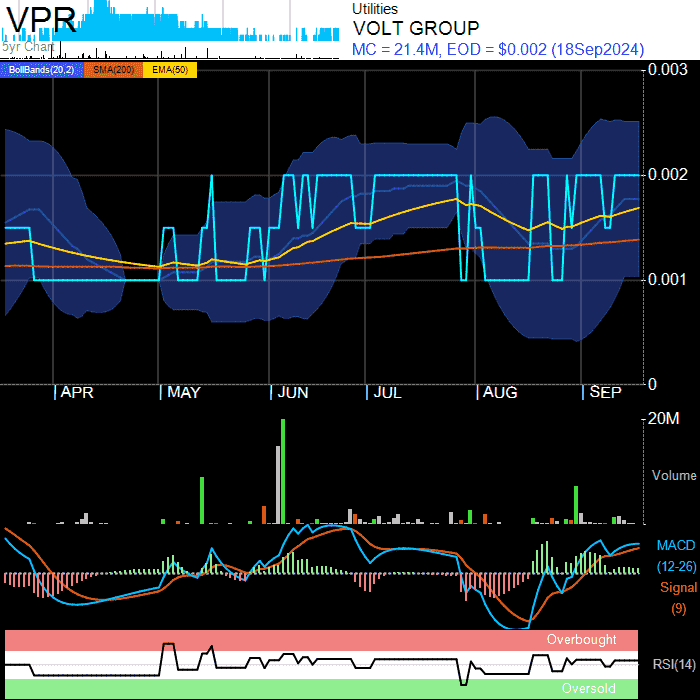 VPR
5yr Chart
Utilities
VOLT GROUP
MC = 21.4M, EOD = $0.002 (18Sep2024)
BollBands(20,2) SMA(200) EMA(50)
0.003
0.002
0.001
0
APR MAY JUN JUL AUG SEP
20M
Volume
MACD
(12-26)
Signal
(9)
Overbought
RSI(14)
Oversold